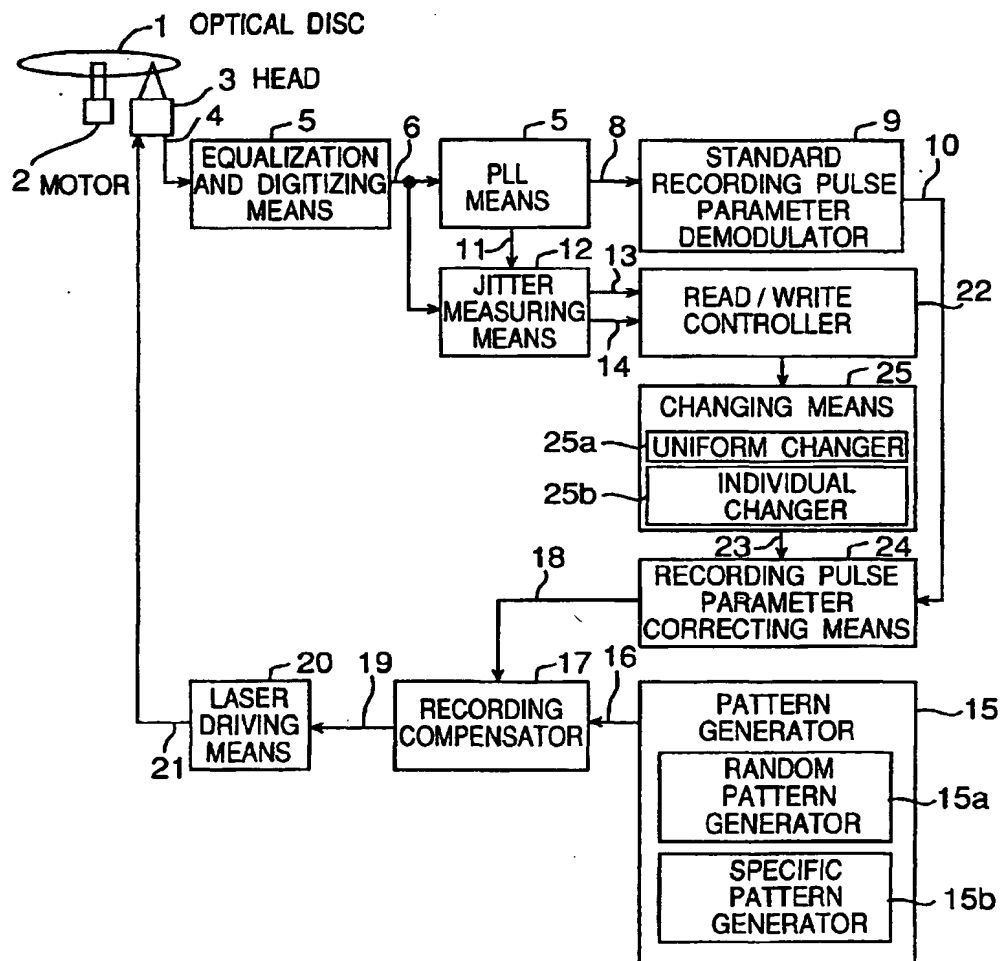 1 OPTICAL DISC
3 HEAD
4
2 MOTOR
5
EQUALIZATION
AND DIGITIZING
MEANS
6
5
PLL
MEANS
8
9
STANDARD
RECORDING PULSE
PARAMETER
DEMODULATOR
10
11
12
JITTER
MEASURING
MEANS
13
14
READ/WRITE
CONTROLLER
22
25
CHANGING MEANS
25a
UNIFORM CHANGER
25b
INDIVIDUAL
CHANGER
23
24
RECORDING PULSE
PARAMETER
CORRECTING MEANS
18
20
LASER
DRIVING
MEANS
21
19
17
RECORDING
COMPENSATOR
16
PATTERN
GENERATOR
15
RANDOM
PATTERN
GENERATOR
15a
SPECIFIC
PATTERN
GENERATOR
15b